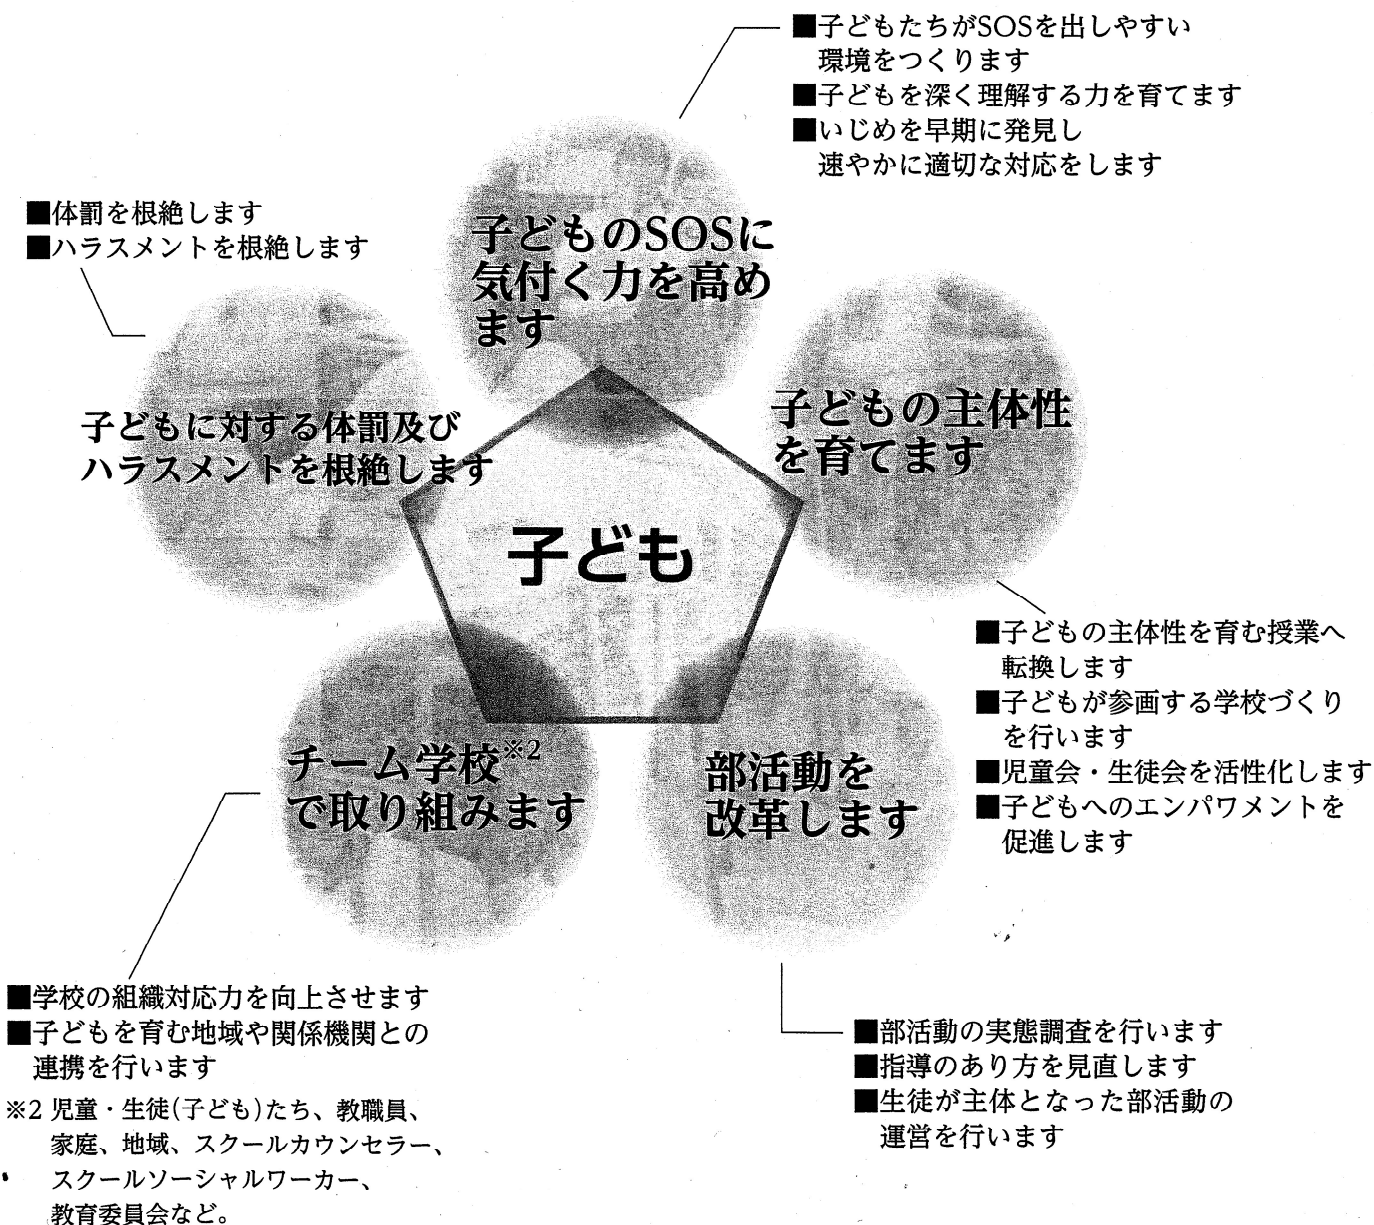 ■子どもたちがSOSを出しやすい
環境をつくります
■子どもを深く理解する力を育てます
■いじめを早期に発見し
速やかに適切な対応をします
■体罰を根絶します
■ハラスメントを根絶します
子どものSOSに
気付く力を高め
ます
子どもの主体性
を育てます
子どもに対する体罰及び
ハラスメントを根絶します
子ども
■子どもの主体性を育む授業へ
転換します
■子どもが参画する学校づくり
を行います
■児童会・生徒会を活性化します
■子どもへのエンパワメントを
促進します
チーム学校※2
で取り組みます
部活動を
改革します
■学校の組織対応力を向上させます
■子どもを育む地域や関係機関との
連携を行います
※2 児童・生徒(子ども)たち、教職員、
家庭、地域、スクールカウンセラー、
スクールソーシャルワーカー、
教育委員会など。
■部活動の実態調査を行います
■指導のあり方を見直します
■生徒が主体となった部活動の
運営を行います